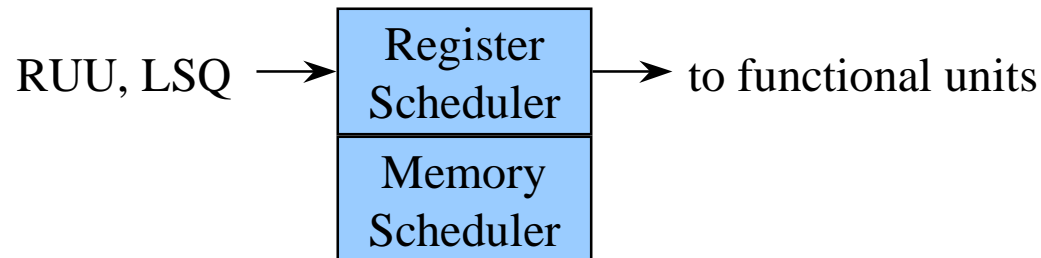 RUU, LSQ
Register
Scheduler
to functional units
Memory
Scheduler